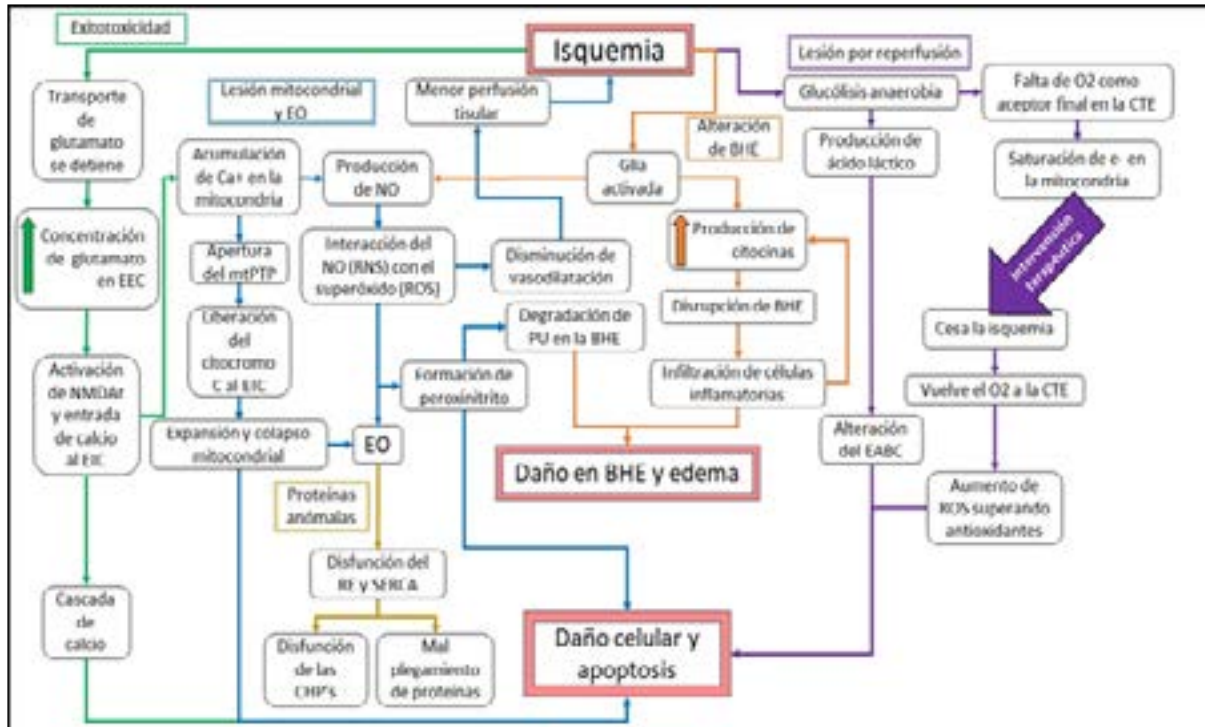 Exitotoxicidad
Isquemia
Lesión por reperfusión
Transporte
de
glutamato
se detiene
Lesión mitocondrial
y EO
Menor perfusión
tisular
Glucólisis anaerobia
Falta de O2 como
aceptor final en la CTE
Alteración
de BHE
Acumulación
de Ca+ en la
mitocondria
Producción
de NO
Glia
activada
Producción de
ácido láctico
Saturación de e- en
la mitocondria
Concentración
de glutamato
en EEC
Apertura
del mtPTP
Interacción del
NO (RNS) con el
superóxido (ROS)
Disminución de
vasodilatación
Producción de
citocinas
Intervención
terapéutica
Liberación
del
citocromo
C al EIC
Degradación de
PU en la BHE
Disrupción de BHE
Cesa la isquemia
Activación
de NMDAr
y entrada
de calcio
al EIC
Formación de
peroxinitrito
Infiltración de células
inflamatorias
Vuelve el O2 a la CTE
Expansión y colapso
mitocondrial
EO
Alteración
del EABC
Daño en BHE y edema
Aumento de
ROS superando
antioxidantes
Proteínas
anómalas
Disfunción del
RE y SERCA
Cascada
de
calcio
Disfunción
de las
CHP's
Mal
plegamiento
de proteínas
Daño celular y
apoptosis